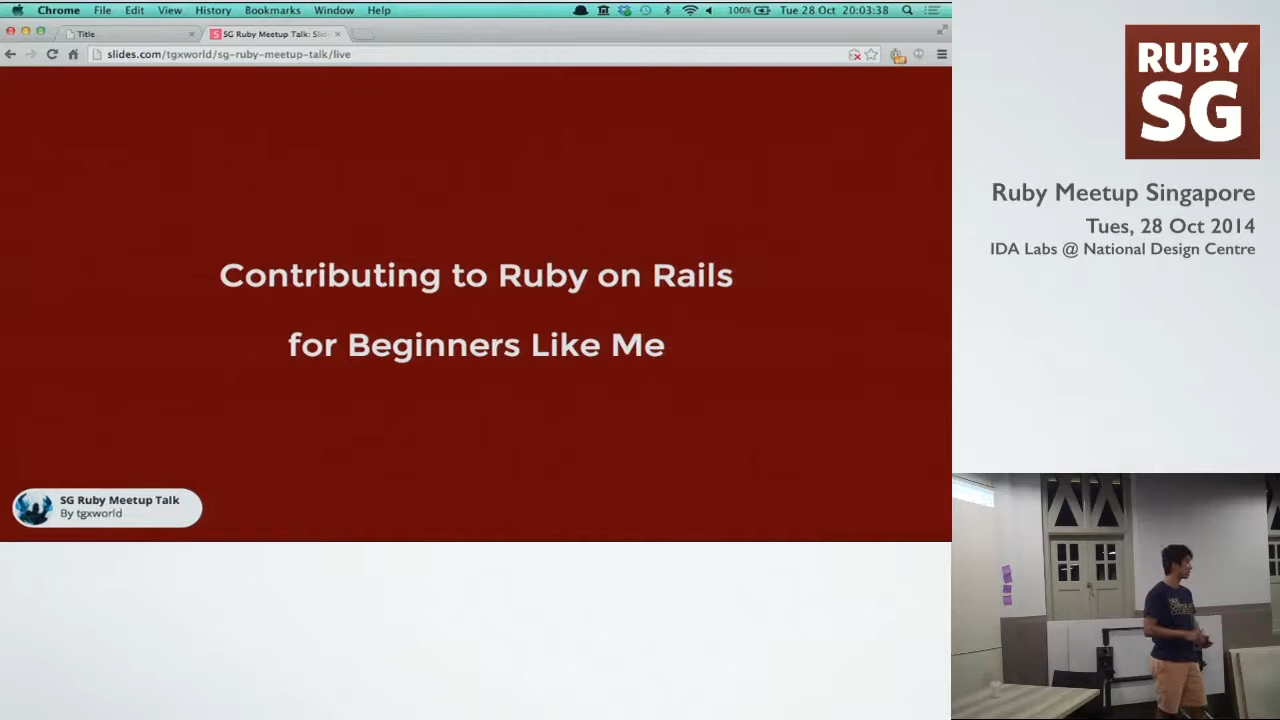 Chrome File Edit View History Bookmarks Window Help 100% Tue 28 Oct 20:03:38
Title
SG Ruby Meetup Talk: Slid
slides.com/tgxworld/sg-ruby-meetup-talk/live
Contributing to Ruby on Rails
for Beginners Like Me
SG Ruby Meetup Talk
By tgxworld
RUBY
SG
Ruby Meetup Singapore
Tues, 28 Oct 2014
IDA Labs @ National Design Centre